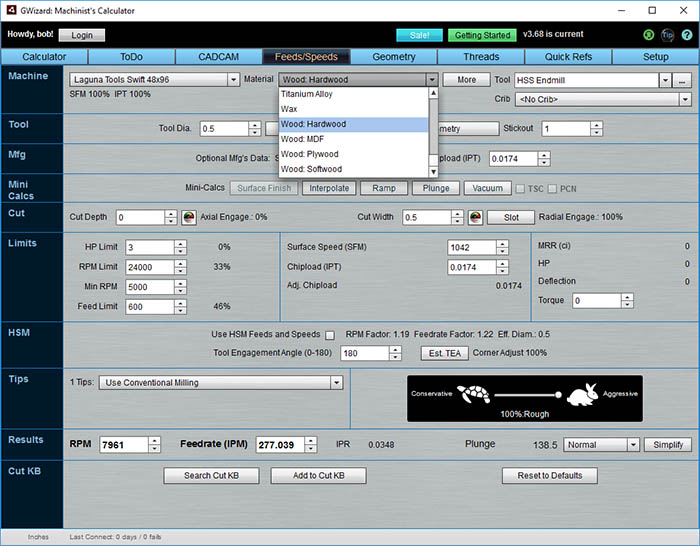 GWizard: Machinist's Calculator
Howdy, bob! Login Safe! Getting Started v3.68 is current Tip ?
Calculator ToDo CADCAM Feeds/Speeds Geometry Threads Quick Refs Setup
Machine Laguna Tools Swift 48x96 Material Wood: Hardwood More Tool HSS Endmill ...
SFM 100% IPT 100% Titanium Alloy Crib <No Crib>
Wax
Wood: Hardwood
Wood: MDF
Wood: Plywood
Wood: Softwood
Tool Tool Dia. 0.5 ometry Stickout 1
Mfg Optional Mfg's Data: S pload (IPT) 0.0174
Mini Calcs Mini-Calcs Surface Finish Interpolate Ramp Plunge Vacuum TSC PCN
Cut Cut Depth 0 Axial Engage.: 0% Cut Width 0.5 Slot Radial Engage.: 100%
Limits HP Limit 3 0% Surface Speed (SFM) 1042 MRR (ci) 0
RPM Limit 24000 33% Chipload (IPT) 0.0174 HP 0
Min RPM 5000 Adj. Chipload 0.0174 Deflection 0
Feed Limit 600 46% Torque 0
HSM Use HSM Feeds and Speeds RPM Factor: 1.19 Feedrate Factor: 1.22 Eff. Diam.: 0.5
Tool Engagement Angle (0-180) 180 Est. TEA Corner Adjust 100%
Tips 1 Tips: Use Conventional Milling Conservative Aggressive
100%:Rough
Results RPM 7961 Feedrate (IPM) 277.039 IPR 0.0348 Plunge 138.5 Normal Simplify
Cut KB Search Cut KB Add to Cut KB Reset to Defaults
Inches Last Connect: 0 days / 0 fails